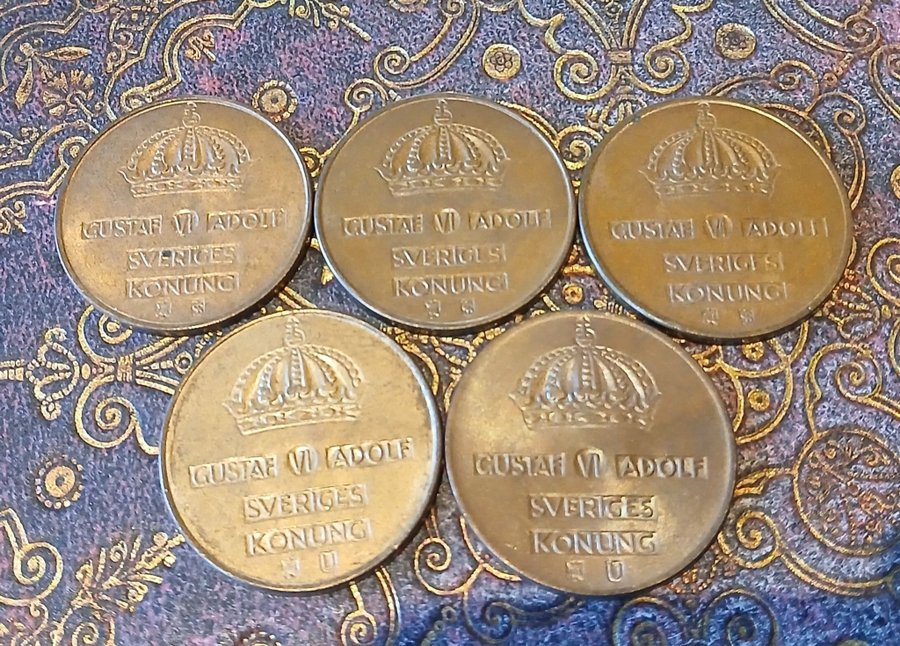 GUSTAF VI ADOLF
SVERIGES
KONUNG
GUSTAF VI ADOLF
SVERIGES
KONUNG
GUSTAF VI ADOLF
SVERIGES
KONUNG
GUSTAF VI ADOLF
SVERIGES
KONUNG
U
GUSTAF VI ADOLF
SVERIGES
KONUNG
U